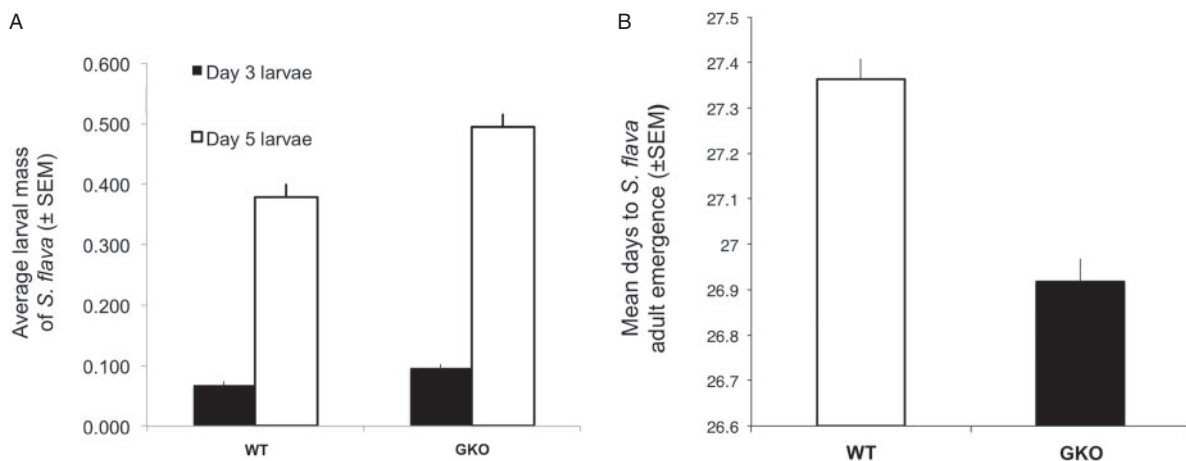 A
0.600
0.500
0.400
0.300
0.200
0.100
0.000
Average larval mass
of S. flava (± SEM)
Day 3 larvae
Day 5 larvae
WT
GKO
B
27.5
27.4
27.3
27.2
27.1
27
26.9
26.8
26.7
26.6
Mean days to S. flava
adult emergence (±SEM)
WT
GKO